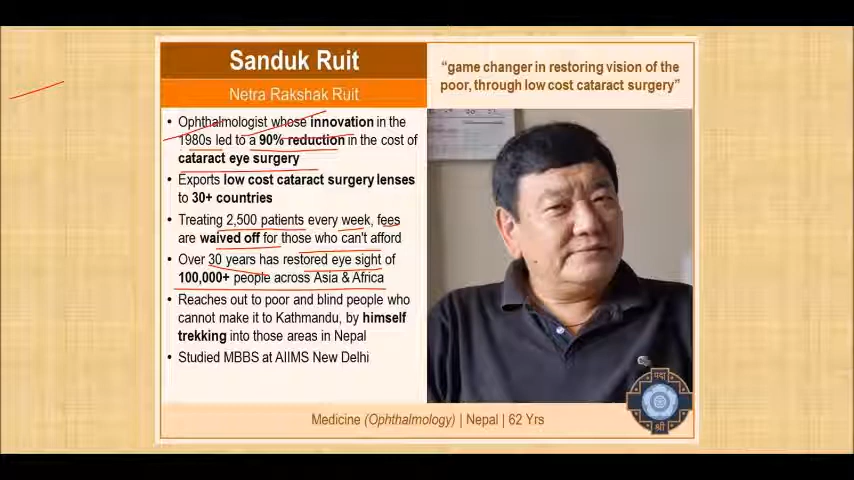 Sanduk Ruit
Netra Rakshak Ruit
“game changer in restoring vision of the
poor, through low cost cataract surgery”
• Ophthalmologist whose innovation in the
1980s led to a 90% reduction in the cost of
cataract eye surgery
• Exports low cost cataract surgery lenses
to 30+ countries
• Treating 2,500 patients every week, fees
are waived off for those who can't afford
• Over 30 years has restored eye sight of
100,000+ people across Asia & Africa
• Reaches out to poor and blind people who
cannot make it to Kathmandu, by himself
trekking into those areas in Nepal
• Studied MBBS at AIIMS New Delhi
पद्म
श्री
Medicine (Ophthalmology) | Nepal | 62 Yrs